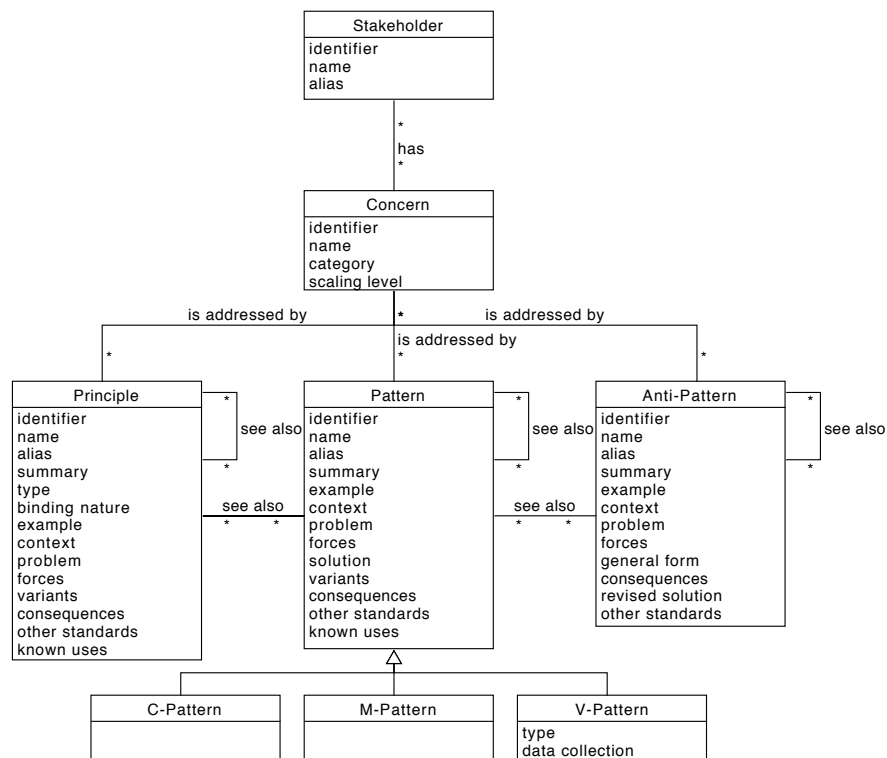 Stakeholder
identifier
name
alias
*
has
*
Concern
identifier
name
category
scaling level
is addressed by
*
is addressed by
is addressed by
*
*
*
Principle
identifier
name
alias
summary
type
binding nature
example
context
problem
forces
variants
consequences
other standards
known uses
*
see also
*
see also
*
*
Pattern
identifier
name
alias
summary
example
context
problem
forces
solution
variants
consequences
other standards
known uses
*
see also
*
see also
*
*
Anti-Pattern
identifier
name
alias
summary
example
context
problem
forces
general form
consequences
revised solution
other standards
*
see also
*
C-Pattern
M-Pattern
V-Pattern
type
data collection